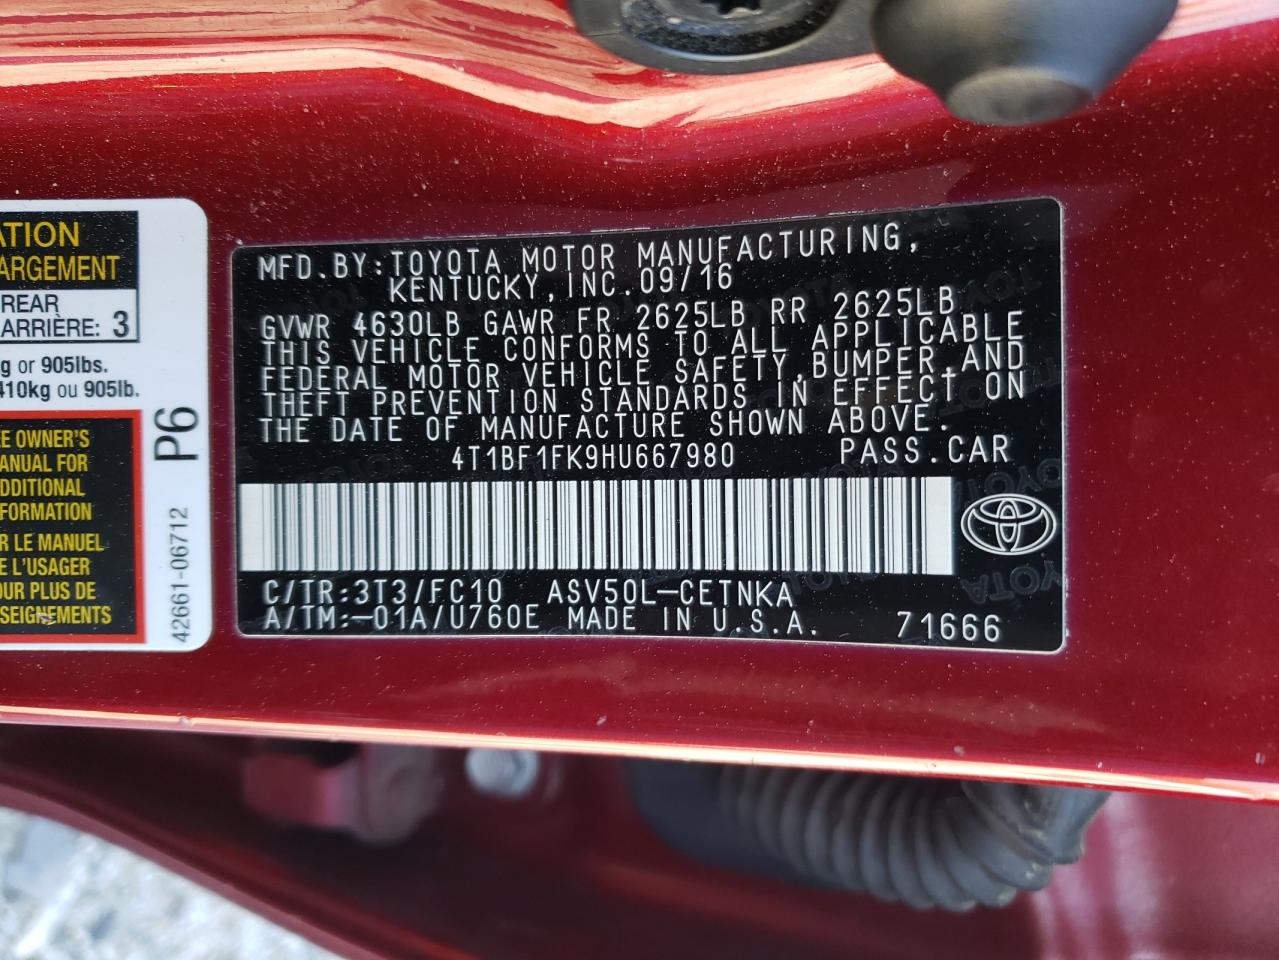 ATION
ARGEMENT
REAR
ARRIÈRE: 3
g or 905lbs.
410kg ou 905lb.
EE OWNER'S
MANUAL FOR
ADDITIONAL
FORMATION
R LE MANUEL
E L'USAGER
OUR PLUS DE
SEIGNEMENTS
P6
42661-06712
MFD.BY:TOYOTA MOTOR MANUFACTURING,
KENTUCKY,INC.09/16
GVWR 4630LB GAWR FR 2625LB RR 2625LB
THIS VEHICLE CONFORMS TO ALL APPLICABLE
FEDERAL MOTOR VEHICLE SAFETY,BUMPER,AND
THEFT PREVENTION STANDARDS IN EFFECT ON
THE DATE OF MANUFACTURE SHOWN ABOVE.
4T1BF1FK9HU667980 PASS.CAR
C/TR:3T3/FC10 ASV50L-CETNKA
A/TM:-01A/U760E MADE IN U.S.A. 71666